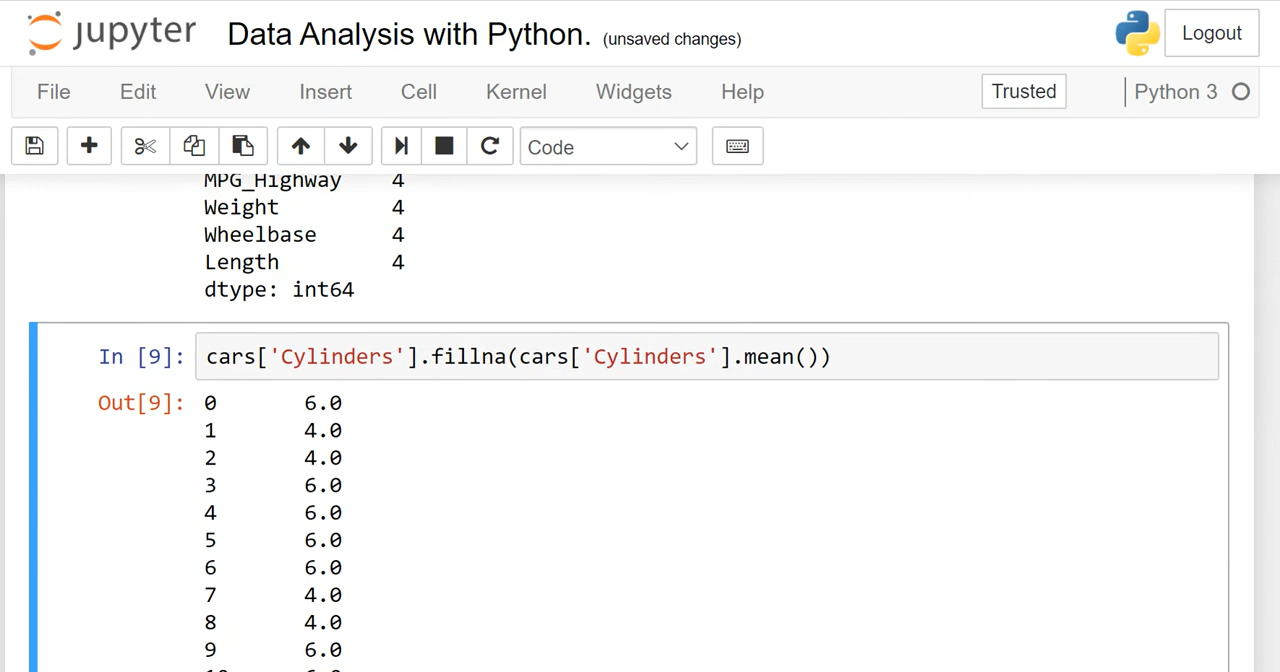 jupyter Data Analysis with Python. (unsaved changes) Logout
File Edit View Insert Cell Kernel Widgets Help Trusted Python 3
Code
MPG_Highway 4
Weight 4
Wheelbase 4
Length 4
dtype: int64
In [9]: cars['Cylinders'].fillna(cars['Cylinders'].mean())
Out[9]: 0 6.0
1 4.0
2 4.0
3 6.0
4 6.0
5 6.0
6 6.0
7 4.0
8 4.0
9 6.0